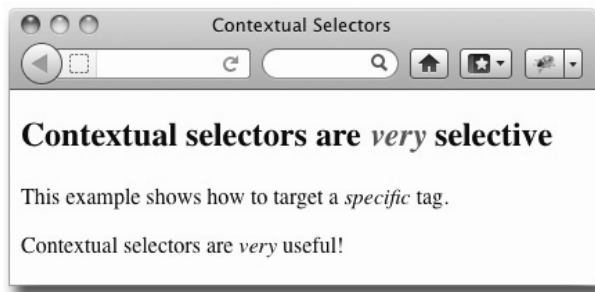 Contextual Selectors
Contextual selectors are very selective
This example shows how to target a specific tag.
Contextual selectors are very useful!